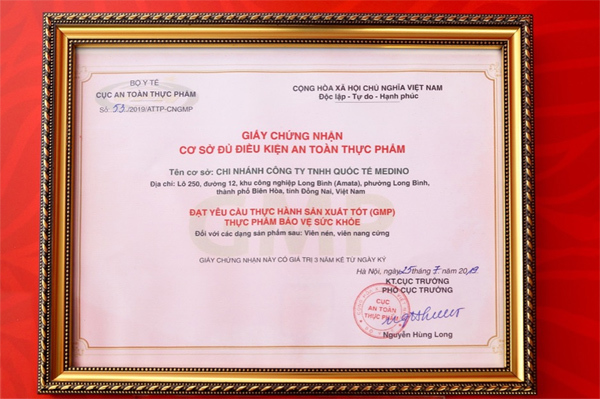 BỘ Y TẾ
CỤC AN TOÀN THỰC PHẨM
Số: 53../2019/ATTP-CNGMP
CỘNG HÒA XÃ HỘI CHỦ NGHĨA VIỆT NAM
Độc lập - Tự do - Hạnh phúc
GIẤY CHỨNG NHẬN
CƠ SỞ ĐỦ ĐIỀU KIỆN AN TOÀN THỰC PHẨM
Tên cơ sở: CHI NHÁNH CÔNG TY TNHH QUỐC TẾ MEDINO
Địa chỉ: Lô 250, đường 12, khu công nghiệp Long Bình (Amata), phường Long Bình,
thành phố Biên Hòa, tỉnh Đồng Nai, Việt Nam
ĐẠT YÊU CẦU THỰC HÀNH SẢN XUẤT TỐT (GMP)
THỰC PHẨM BẢO VỆ SỨC KHỎE
Đối với các dạng sản phẩm sau: Viên nén, viên nang cứng
GMP
GIẤY CHỨNG NHẬN NÀY CÓ GIÁ TRỊ 3 NĂM KỂ TỪ NGÀY KÝ
Hà Nội, ngày 25 tháng 7 năm 2019
KT.CỤC TRƯỞNG
PHÓ CỤC TRƯỞNG
CỤC
AN TOÀN
THỰC PHẨM
Nguyễn Hùng Long